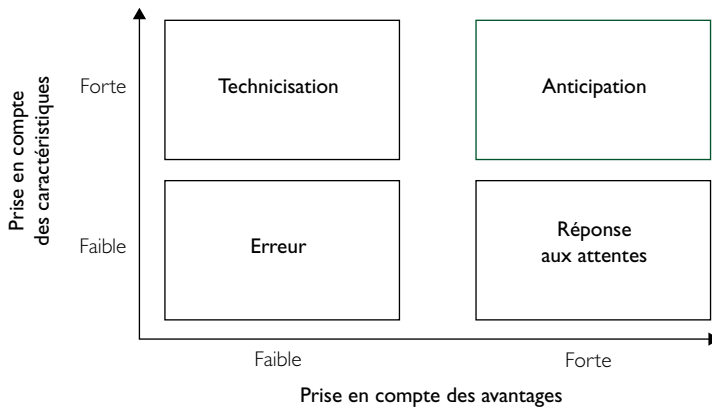 Prise en compte
des caractéristiques
Forte
Technicisation
Anticipation
Faible
Erreur
Réponse
aux attentes
Faible
Forte
Prise en compte des avantages